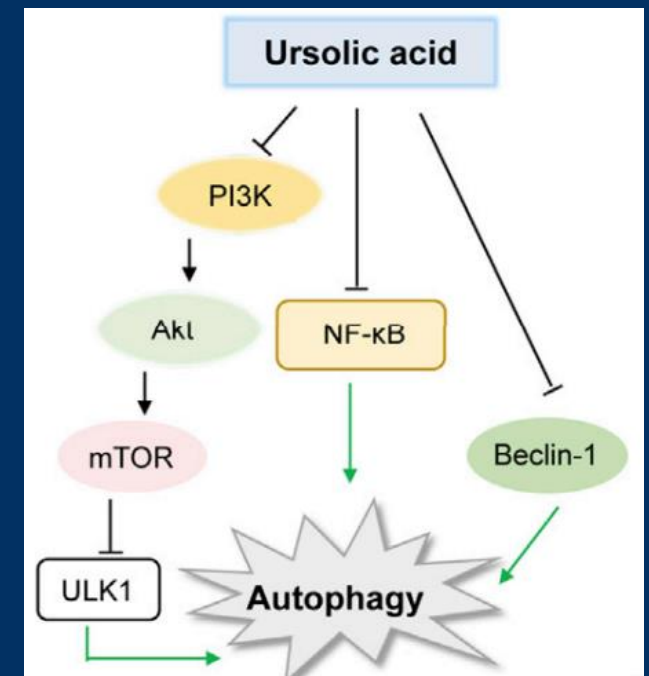 Ursolic acid
PI3K
Akt
NF-κB
mTOR
Beclin-1
ULK1
Autophagy